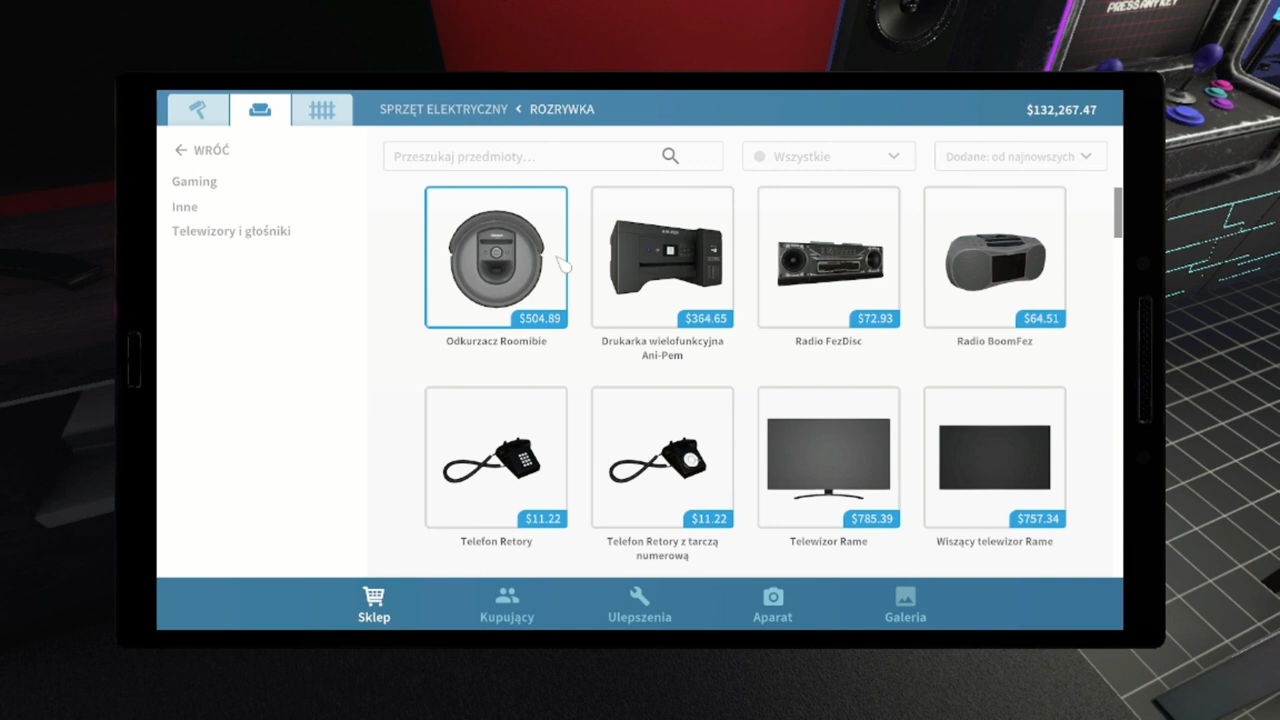 PRESS ANY KEY
SPRZĘT ELEKTRYCZNY < ROZRYWKA
$132,267.47
← WRÓĆ
Przeszukaj przedmioty...
Wszystkie
Dodane: od najnowszych
Gaming
Inne
Telewizory i głośniki
ANI-PEM
$504.89
$364.65
$72.93
$64.51
Odkurzacz Roomibie
Drukarka wielofunkcyjna
Ani-Pem
Radio FezDisc
Radio BoomFez
$11.22
$11.22
$785.39
$757.34
Telefon Retory
Telefon Retory z tarczą
numerową
Telewizor Rame
Wiszący telewizor Rame
Sklep
Kupujący
Ulepszenia
Aparat
Galeria